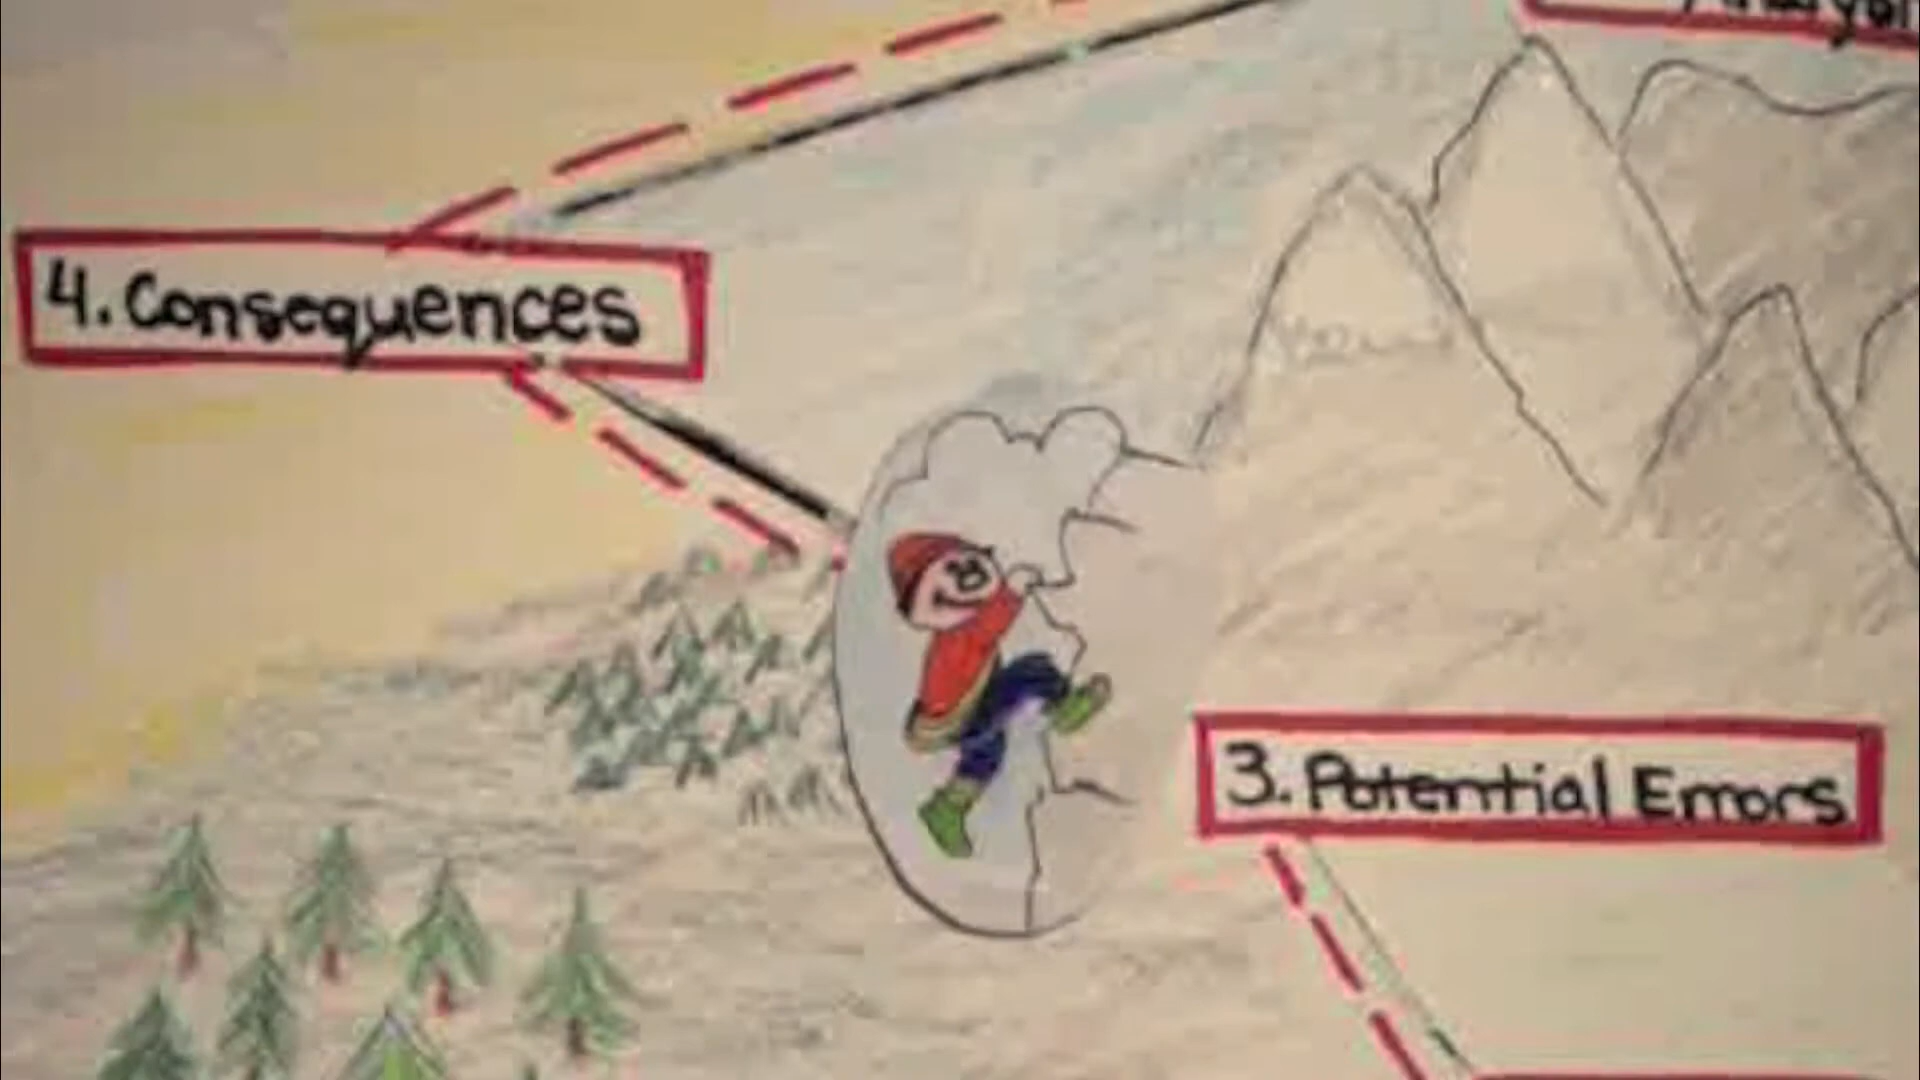 4. Consequences
3. Potential Errors